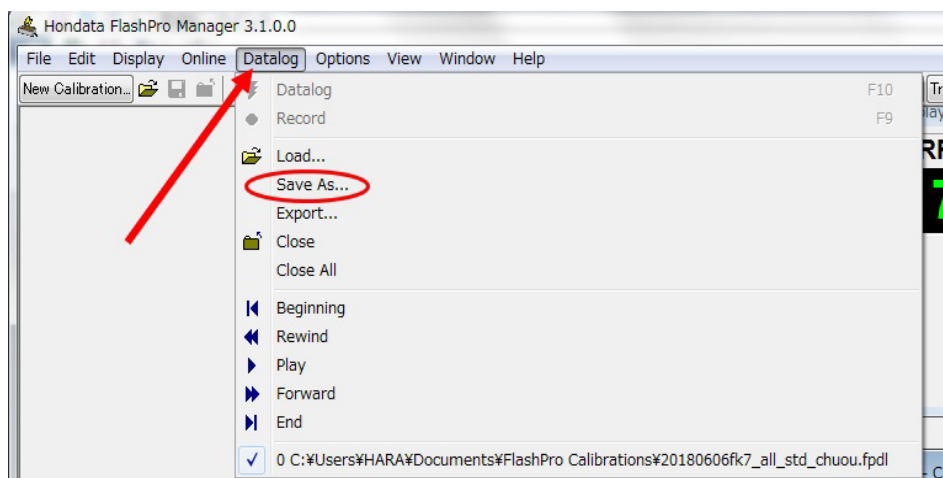 Hondata FlashPro Manager 3.1.0.0
File Edit Display Online Datalog Options View Window Help
New Calibration...
Datalog F10
Record F9
Load...
Save As...
Export...
Close
Close All
Beginning
Rewind
Play
Forward
End
0 C:¥Users¥HARA¥Documents¥FlashPro Calibrations¥20180606fk7_all_std_chuou.fpdl